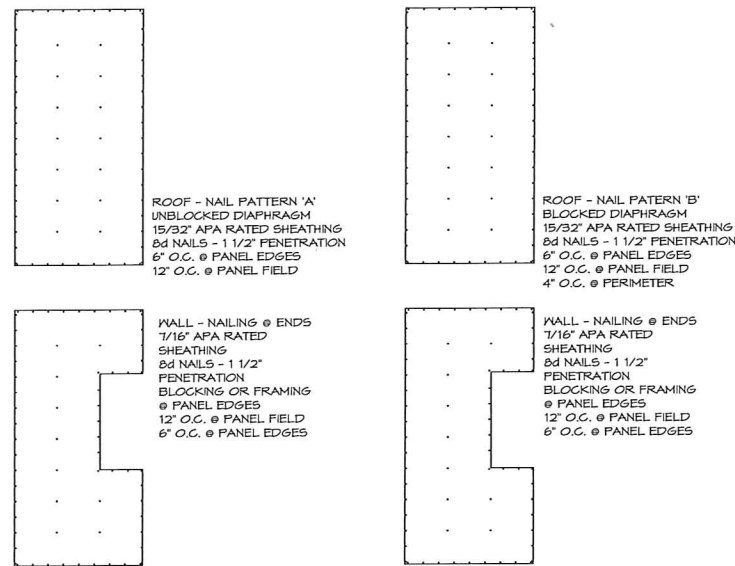 ROOF - NAIL PATTERN 'A'
UNBLOCKED DIAPHRAGM
15/32" APA RATED SHEATHING
8d NAILS - 1 1/2" PENETRATION
6" O.C. @ PANEL EDGES
12" O.C. @ PANEL FIELD
ROOF - NAIL PATERN 'B'
BLOCKED DIAPHRAGM
15/32" APA RATED SHEATHING
8d NAILS - 1 1/2" PENETRATION
6" O.C. @ PANEL EDGES
12" O.C. @ PANEL FIELD
4" O.C. @ PERIMETER
WALL - NAILING @ ENDS
7/16" APA RATED
SHEATHING
8d NAILS - 1 1/2"
PENETRATION
BLOCKING OR FRAMING
@ PANEL EDGES
12" O.C. @ PANEL FIELD
6" O.C. @ PANEL EDGES
WALL - NAILING @ ENDS
7/16" APA RATED
SHEATHING
8d NAILS - 1 1/2"
PENETRATION
BLOCKING OR FRAMING
@ PANEL EDGES
12" O.C. @ PANEL FIELD
6" O.C. @ PANEL EDGES